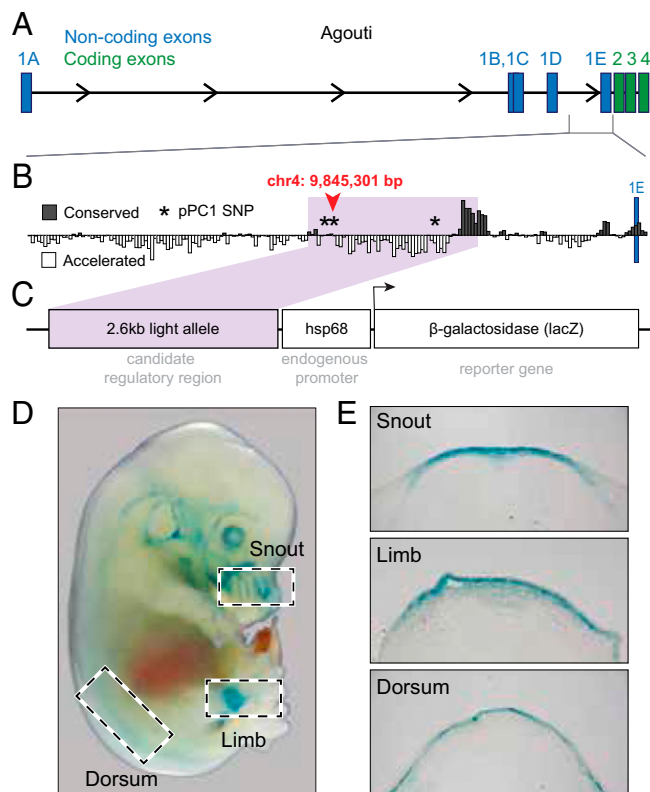 A
Agouti
Non-coding exons
Coding exons
1A
1B,1C
1D
1E
2 3 4
B
chr4: 9,845,301 bp
1E
Conserved
* pPC1 SNP
** *
Accelerated
C
2.6kb light allele
hsp68
β-galactosidase (lacZ)
candidate
regulatory region
endogenous
promoter
reporter gene
D
Snout
Limb
Dorsum
E
Snout
Limb
Dorsum